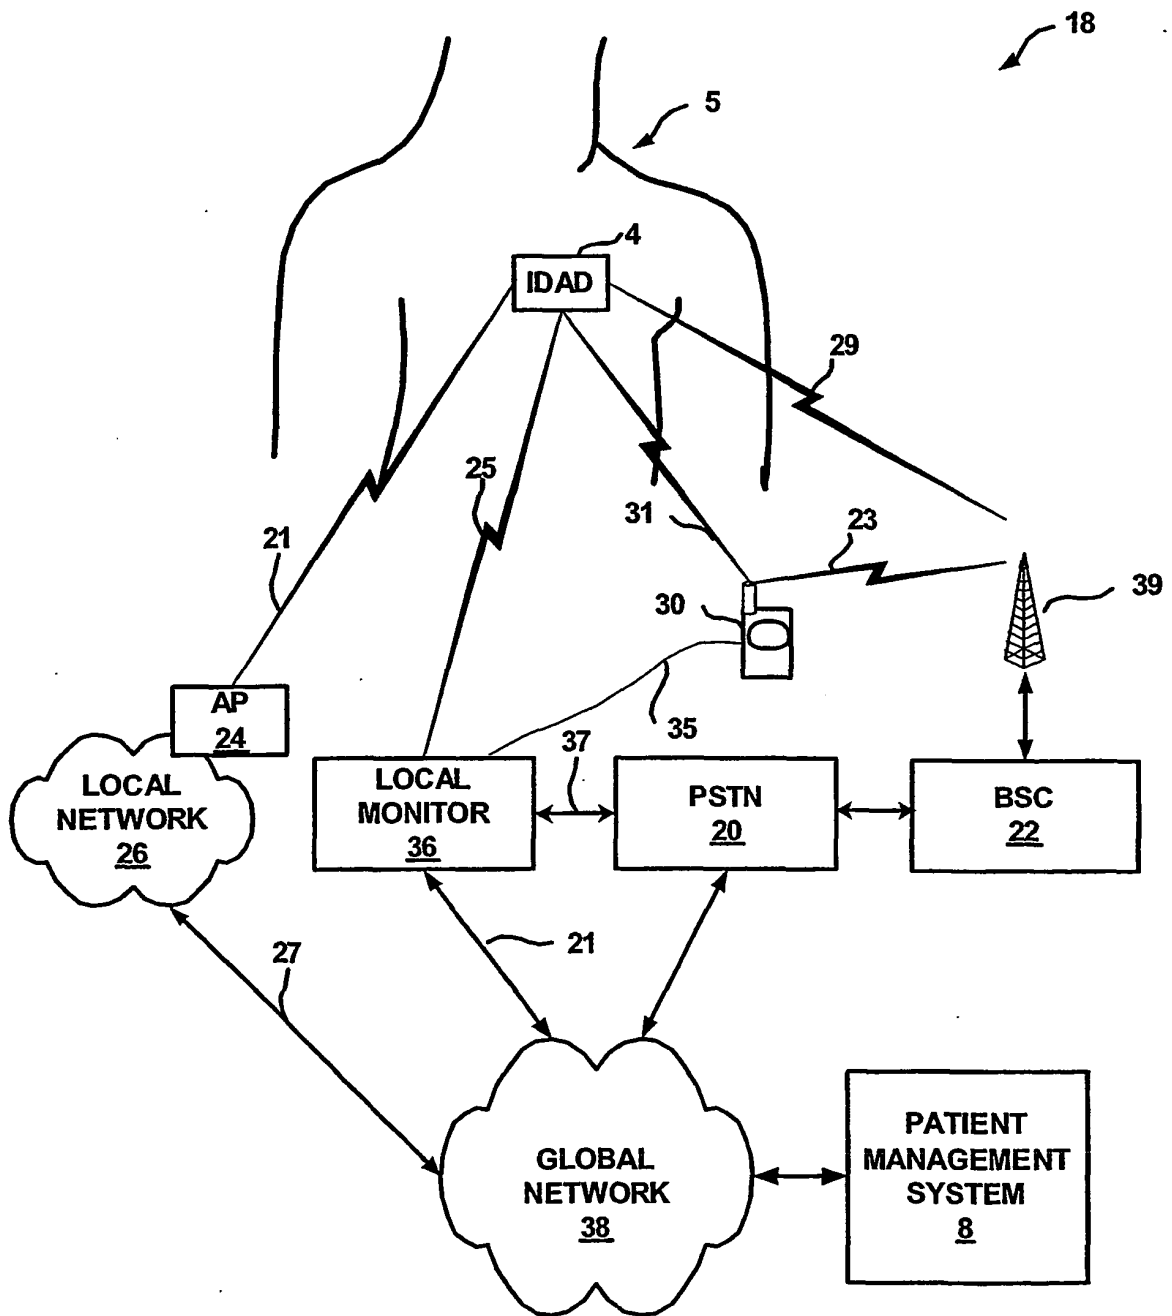 18
5
4
IDAD
29
25
31
23
21
30
39
AP
24
35
37
LOCAL
NETWORK
26
LOCAL
MONITOR
36
PSTN
20
BSC
22
21
27
GLOBAL
NETWORK
38
PATIENT
MANAGEMENT
SYSTEM
8